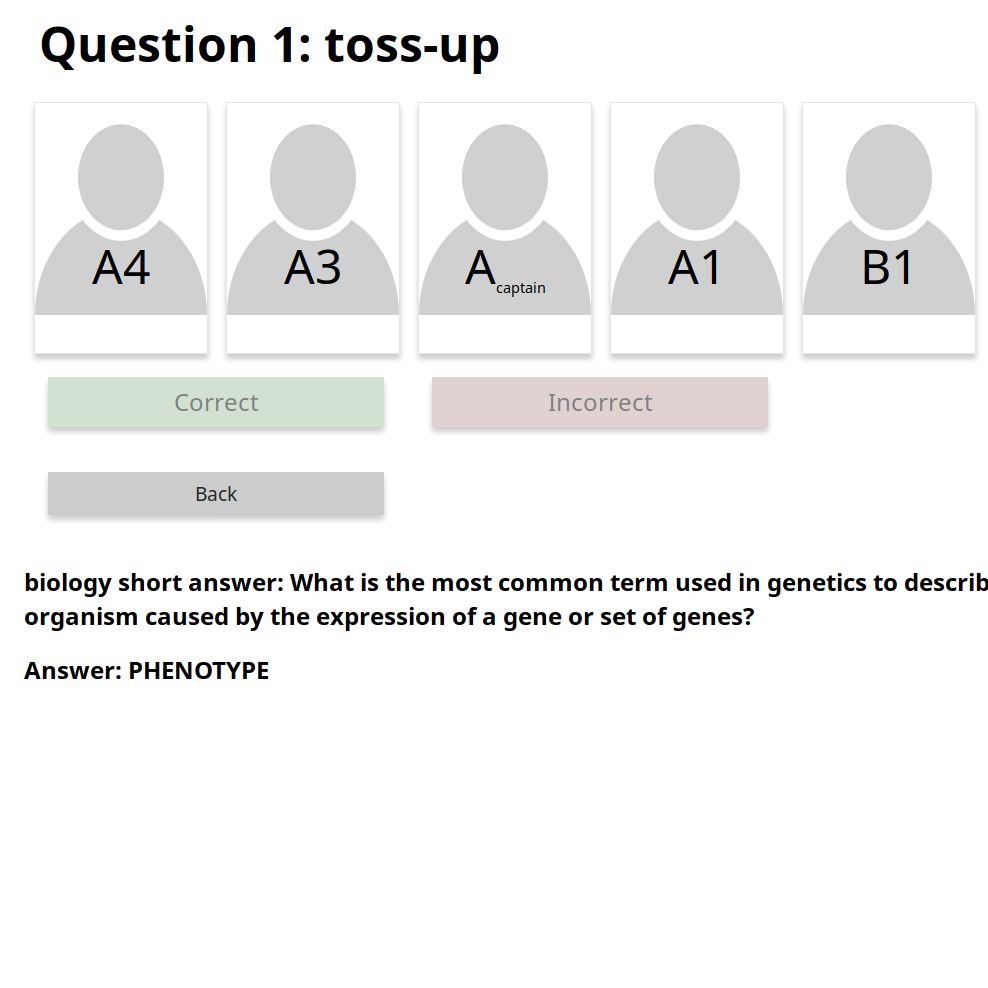 Question 1: toss-up
A4
A3
A captain
A1
B1
Correct
Incorrect
Back
biology short answer: What is the most common term used in genetics to
organism caused by the expression of a gene or set of genes?
Answer: PHENOTYPE